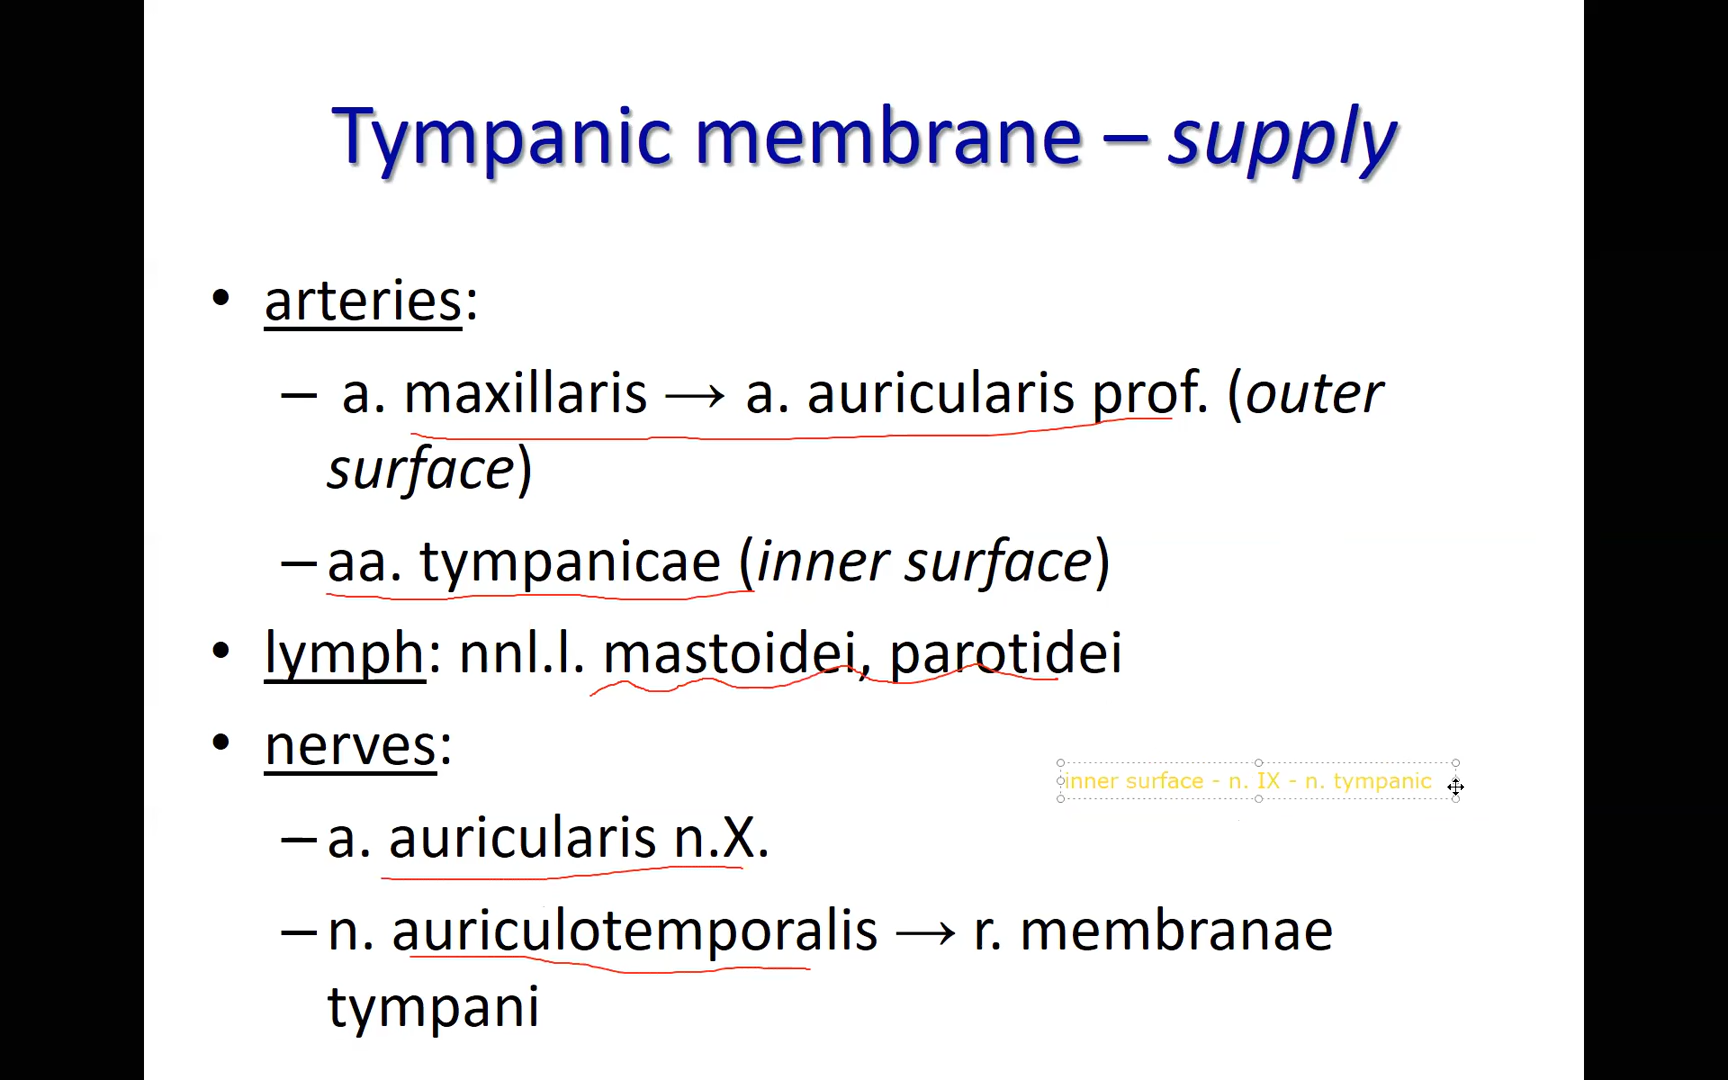 Tympanic membrane – supply
• arteries:
– a. maxillaris → a. auricularis prof. (outer
surface)
– aa. tympanicae (inner surface)
• lymph: nnl.l. mastoidei, parotidei
• nerves:
inner surface - n. IX - n. tympanic
– a. auricularis n.X.
– n. auriculotemporalis → r. membranae
tympani